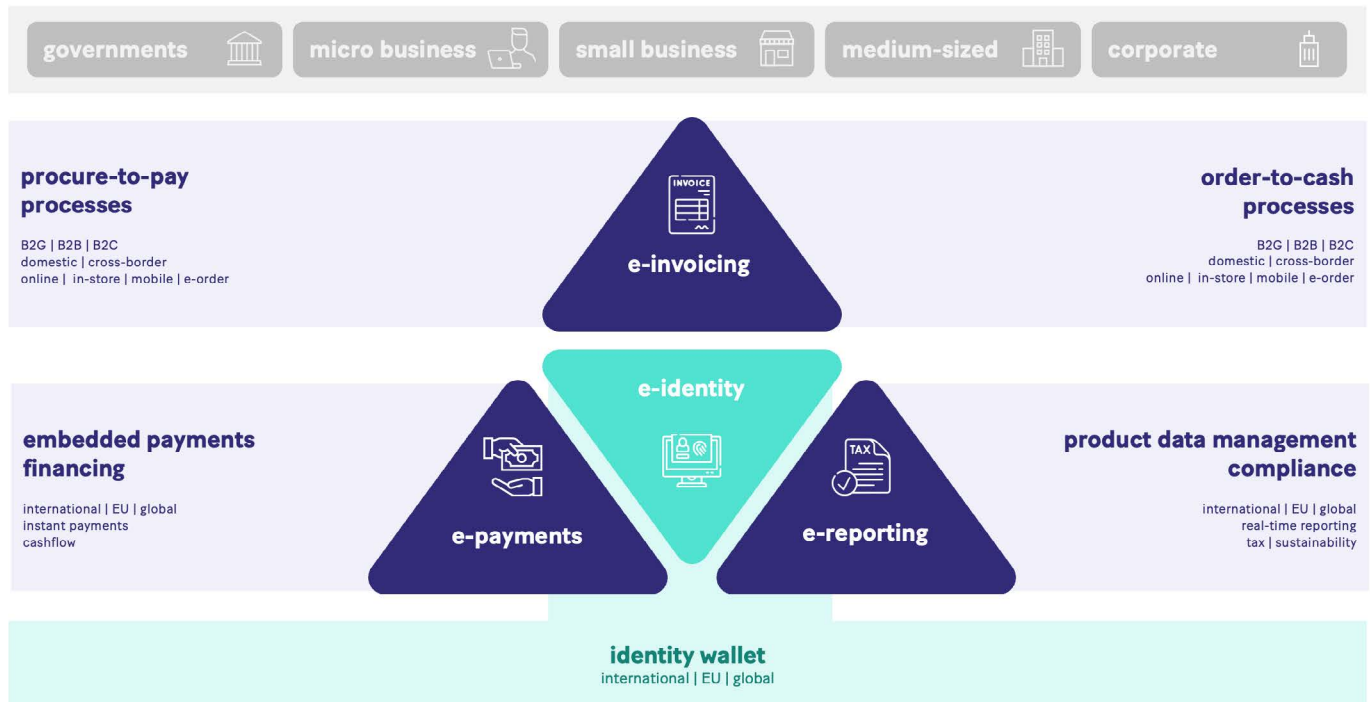 governments
micro business
small business
medium-sized
corporate
procure-to-pay
processes
B2G | B2B | B2C
domestic | cross-border
online | in-store | mobile | e-order
INVOICE
e-invoicing
order-to-cash
processes
B2G | B2B | B2C
domestic | cross-border
online | in-store | mobile | e-order
embedded payments
financing
international | EU | global
instant payments
cashflow
e-payments
e-identity
TAX
e-reporting
product data management
compliance
international | EU | global
real-time reporting
tax | sustainability
identity wallet
international | EU | global